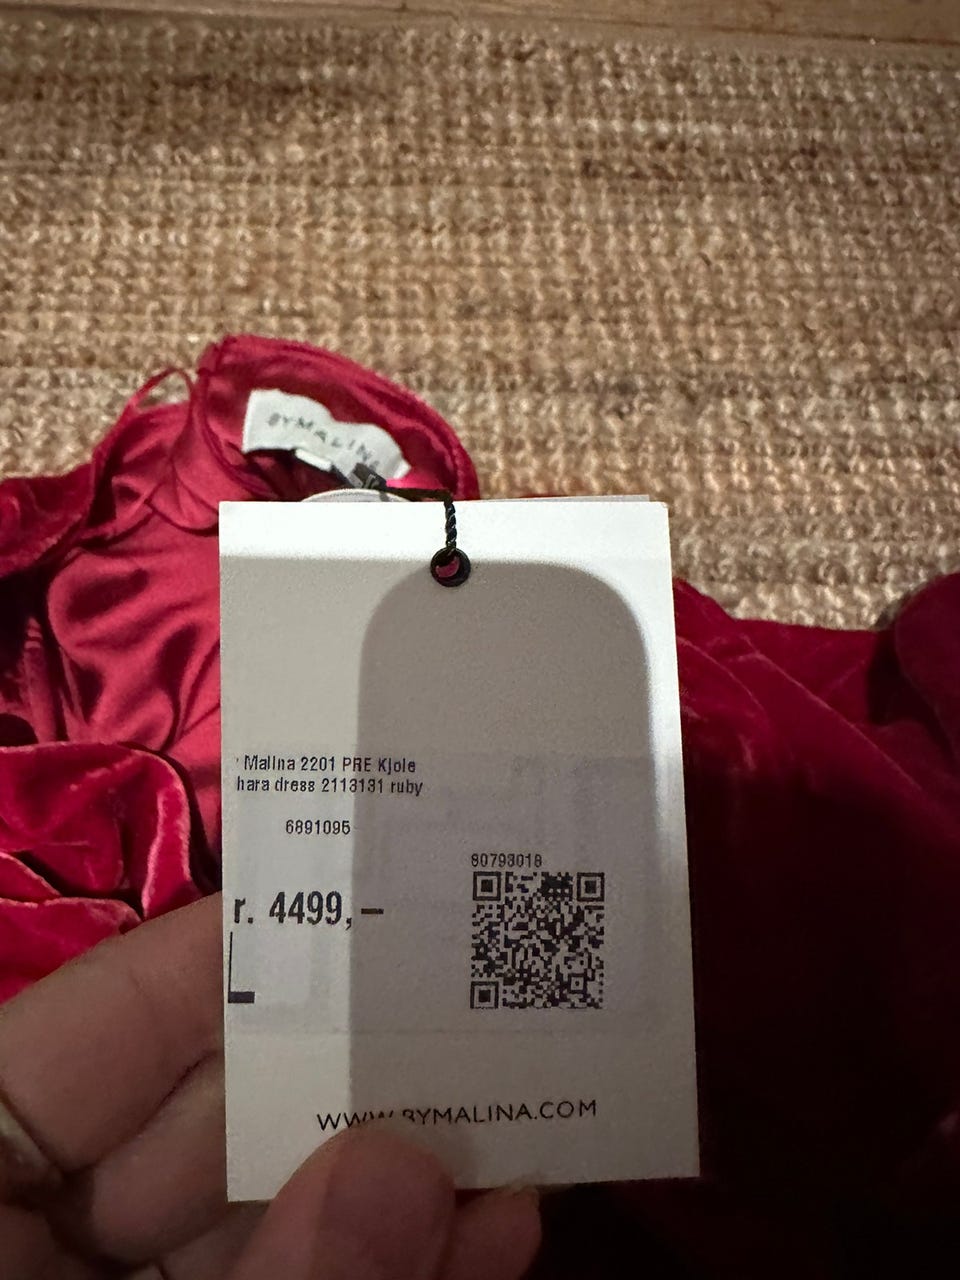 BYMALINA
Malina 2201 PRE Kjole
hara dress 2113131 ruby
6891095
80793018
r. 4499,–
L
WWW.BYMALINA.COM